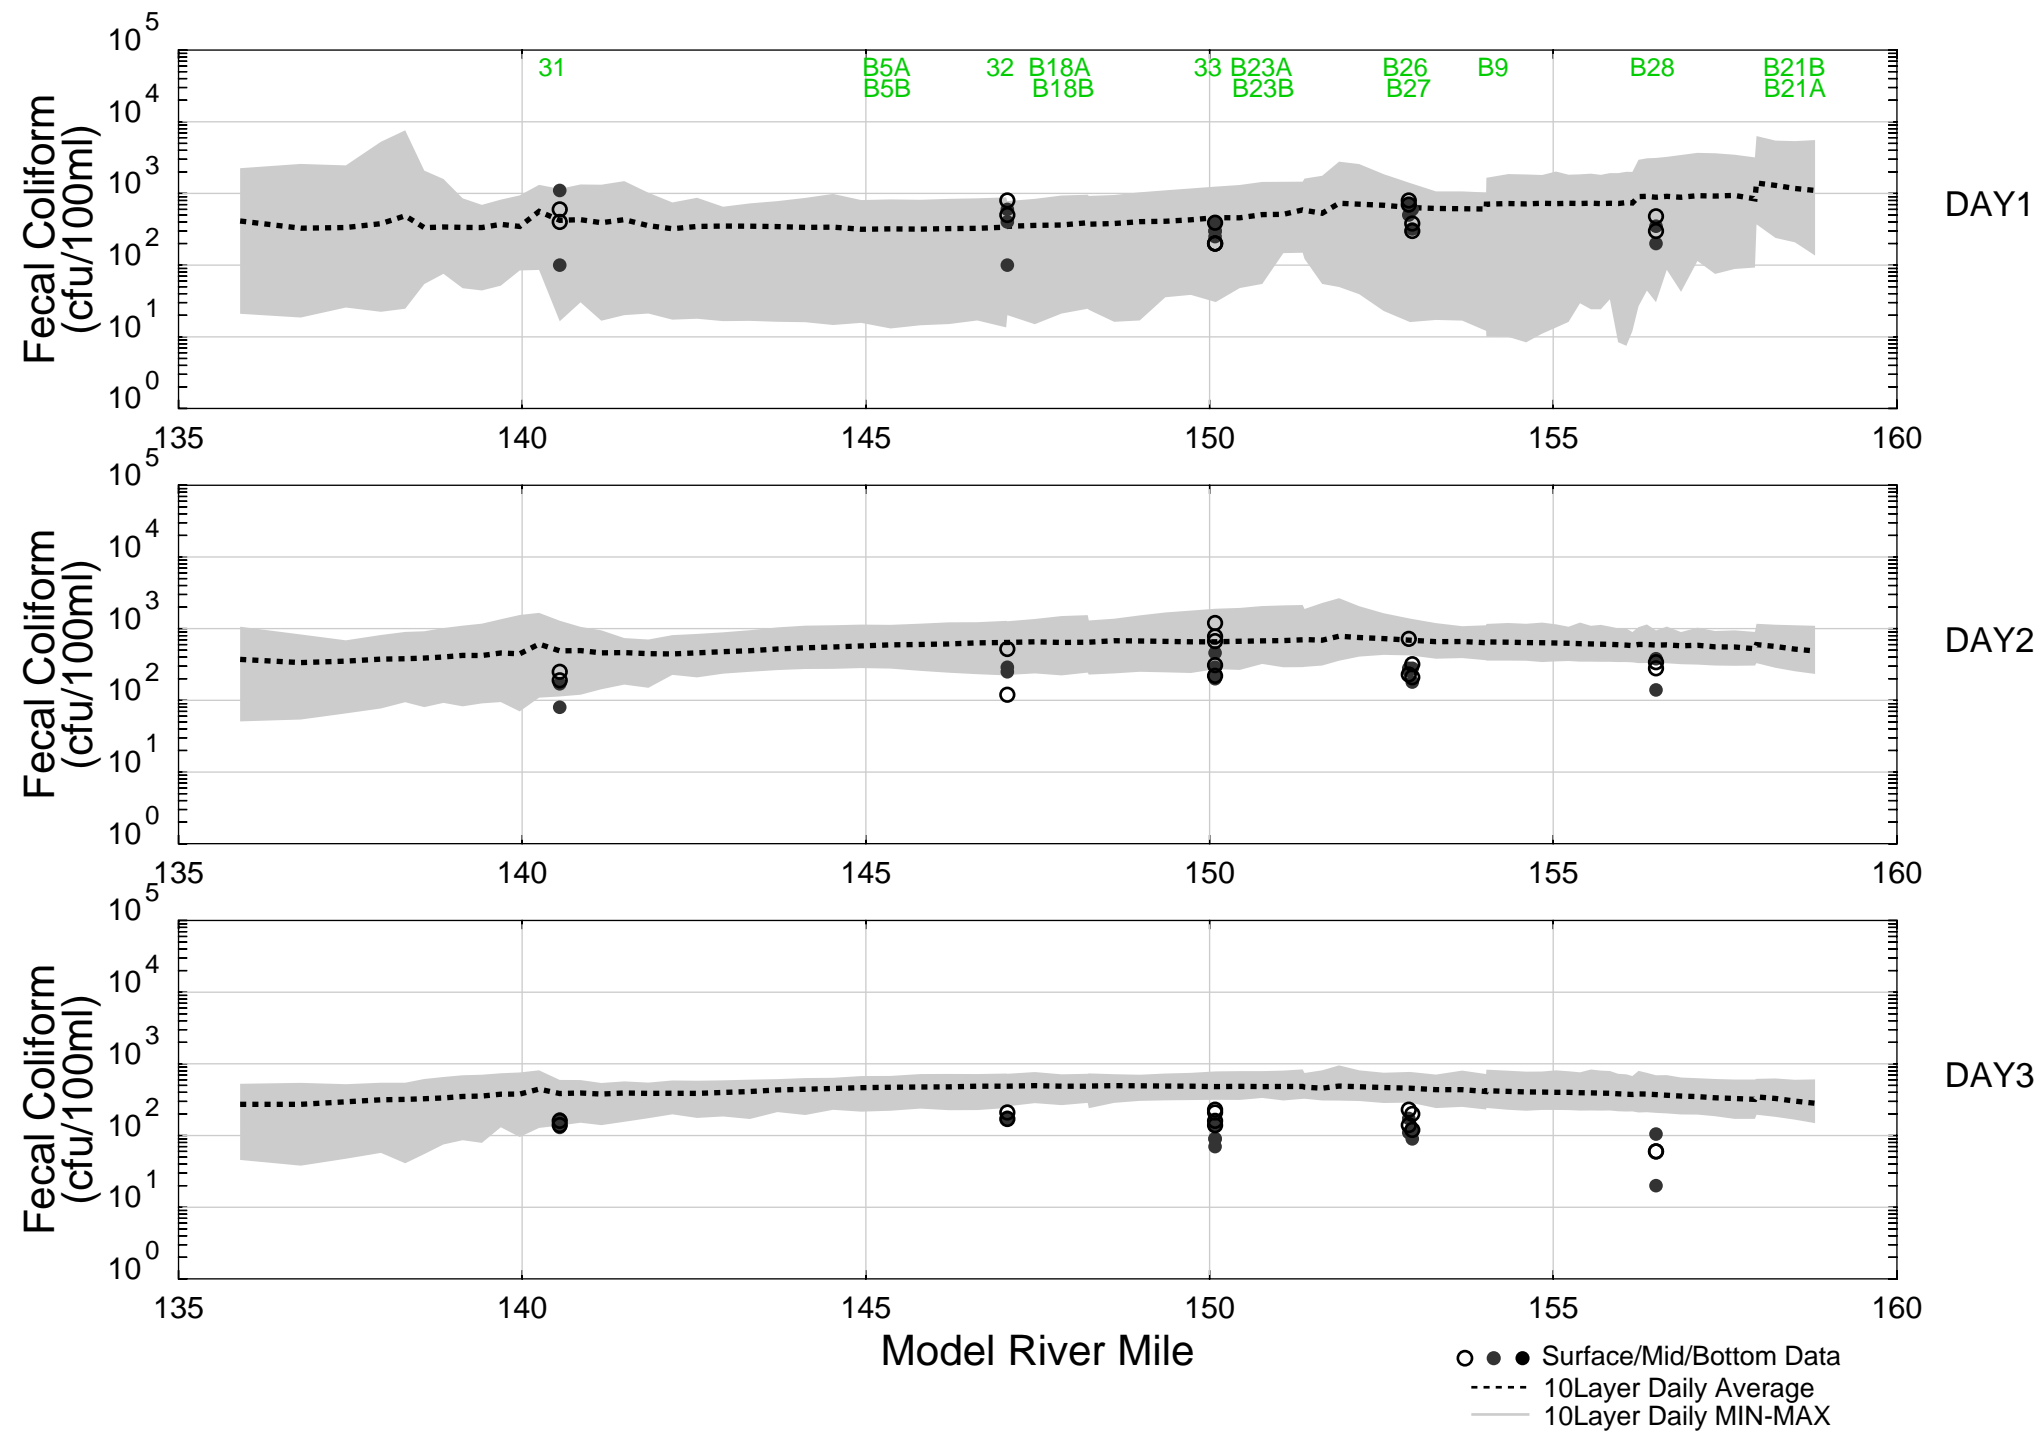 10^5
10^4
10^3
10^2
10^1
10^0
Fecal Coliform
(cfu/100ml)
31 B5A 32 B18A 33 B23A B26 B9 B28 B21B
B5B B18B B23B B27 B21A
DAY1
135 140 145 150 155 160
10^5
10^4
10^3
10^2
10^1
10^0
Fecal Coliform
(cfu/100ml)
DAY2
135 140 145 150 155 160
10^5
10^4
10^3
10^2
10^1
10^0
Fecal Coliform
(cfu/100ml)
DAY3
135 140 145 150 155 160
Model River Mile
Surface/Mid/Bottom Data
10Layer Daily Average
10Layer Daily MIN-MAX